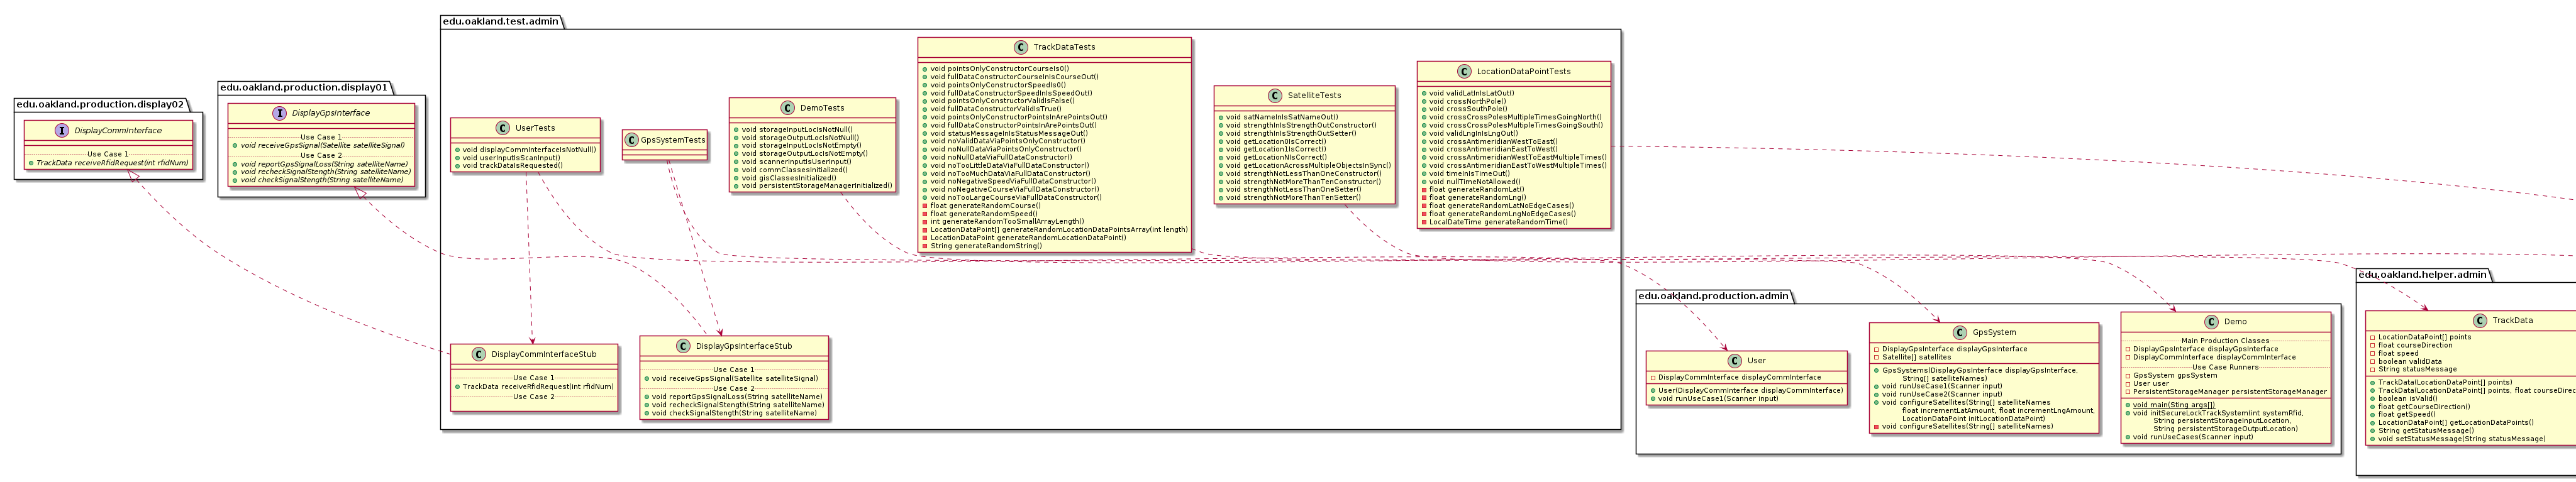 edu.oakland.production.display02
DisplayCommInterface
Use Case 1
TrackData receiveRfidRequest(int rfidNum)
edu.oakland.production.display01
DisplayGpsInterface
Use Case 1
void receiveGpsSignal(Satellite satelliteSignal)
Use Case 2
void reportGpsSignalLoss(String satelliteName)
void recheckSignalStength(String satelliteName)
void checkSignalStength(String satelliteName)
edu.oakland.test.admin
UserTests
void displayCommInterfaceIsNotNull()
void userInputIsScanInput()
void trackDataIsRequested()
GpsSystemTests
DemoTests
void storageInputLocIsNotNull()
void storageOutputLocIsNotNull()
void storageInputLocIsNotEmpty()
void storageOutputLocIsNotEmpty()
void scannerInputIsUserInput()
void commClassesInitialized()
void gisClassesInitialized()
void persistentStorageManagerInitialized()
TrackDataTests
void pointsOnlyConstructorCourseIs0()
void fullDataConstructorCourseInIsCourseOut()
void pointsOnlyConstructorSpeedIs0()
void fullDataConstructorSpeedInIsSpeedOut()
void pointsOnlyConstructorValidIsFalse()
void fullDataConstructorValidIsTrue()
void pointsOnlyConstructorPointsInArePointsOut()
void fullDataConstructorPointsInArePointsOut()
void statusMessageInIsStatusMessageOut()
void noValidDataViaPointsOnlyConstructor()
void noNullDataViaPointsOnlyConstructor()
void noNullDataViaFullDataConstructor()
void noTooLittleDataViaFullDataConstructor()
void noTooMuchDataViaFullDataConstructor()
void noNegativeSpeedViaFullDataConstructor()
void noNegativeCourseViaFullDataConstructor()
void noTooLargeCourseViaFullDataConstructor()
float generateRandomCourse()
float generateRandomSpeed()
int generateRandomTooSmallArrayLength()
LocationDataPoint[] generateRandomLocationDataPointsArray(int length)
LocationDataPoint generateRandomLocationDataPoint()
String generateRandomString()
SatelliteTests
void satNameInIsSatNameOut()
void strengthInIsStrengthOutConstructor()
void strengthInIsStrengthOutSetter()
void getLocation0IsCorrect()
void getLocation1IsCorrect()
void getLocationNIsCorrect()
void getLocationAcrossMultipleObjectsInSync()
void strengthNotLessThanOneConstructor()
void strengthNotMoreThanTenConstructor()
void strengthNotLessThanOneSetter()
void strengthNotMoreThanTenSetter()
LocationDataPointTests
void validLatInIsLatOut()
void crossNorthPole()
void crossSouthPole()
void crossCrossPolesMultipleTimesGoingNorth()
void crossCrossPolesMultipleTimesGoingSouth()
void validLngInIsLngOut()
void crossAntimeridianWestToEast()
void crossAntimeridianEastToWest()
void crossAntimeridianWestToEastMultipleTimes()
void crossAntimeridianEastToWestMultipleTimes()
void timeInIsTimeOut()
void nullTimeNotAllowed()
float generateRandomLat()
float generateRandomLng()
float generateRandomLatNoEdgeCases()
float generateRandomLngNoEdgeCases()
LocalDateTime generateRandomTime()
DisplayCommInterfaceStub
Use Case 1
TrackData receiveRfidRequest(int rfidNum)
Use Case 2
DisplayGpsInterfaceStub
Use Case 1
void receiveGpsSignal(Satellite satelliteSignal)
Use Case 2
void reportGpsSignalLoss(String satelliteName)
void recheckSignalStength(String satelliteName)
void checkSignalStength(String satelliteName)
edu.oakland.production.admin
User
DisplayCommInterface displayCommInterface
User(DisplayCommInterface displayCommInterface)
void runUseCase1(Scanner input)
GpsSystem
DisplayGpsInterface displayGpsInterface
Satellite[] satellites
GpsSystems(DisplayGpsInterface displayGpsInterface,
String[] satelliteNames)
void runUseCase1(Scanner input)
void runUseCase2(Scanner input)
void configureSatellites(String[] satelliteNames
float incrementLatAmount, float incrementLngAmount,
LocationDataPoint initLocationDataPoint)
void configureSatellites(String[] satelliteNames)
Demo
Main Production Classes
DisplayGpsInterface displayGpsInterface
DisplayCommInterface displayCommInterface
Use Case Runners
GpsSystem gpsSystem
User user
PersistentStorageManager persistentStorageManager
void main(Sting args[])
void initSecureLockTrackSystem(int systemRfid,
String persistentStorageInputLocation,
String persistentStorageOutputLocation)
void runUseCases(Scanner input)
edu.oakland.helper.admin
TrackData
LocationDataPoint[] points
float courseDirection
float speed
boolean validData
String statusMessage
TrackData(LocationDataPoint[] points)
TrackData(LocationDataPoint[] points, float courseDirec
boolean isValid()
float getCourseDirection()
float getSpeed()
LocationDataPoint[] getLocationDataPoints()
String getStatusMessage()
void setStatusMessage(String statusMessage)